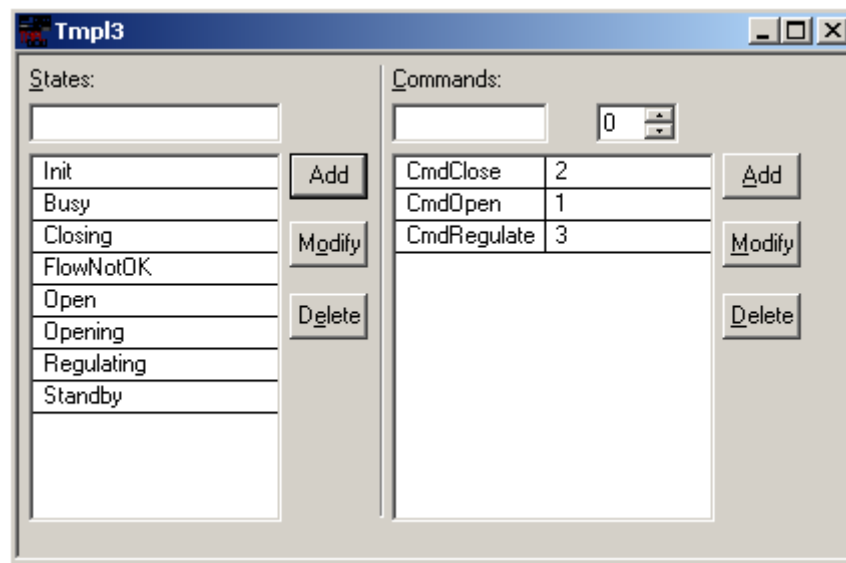 Tmpl3
States:
Init
Busy
Closing
FlowNotOK
Open
Opening
Regulating
Standby
Add
Modify
Delete
Commands:
0
CmdClose 2
CmdOpen 1
CmdRegulate 3
Add
Modify
Delete